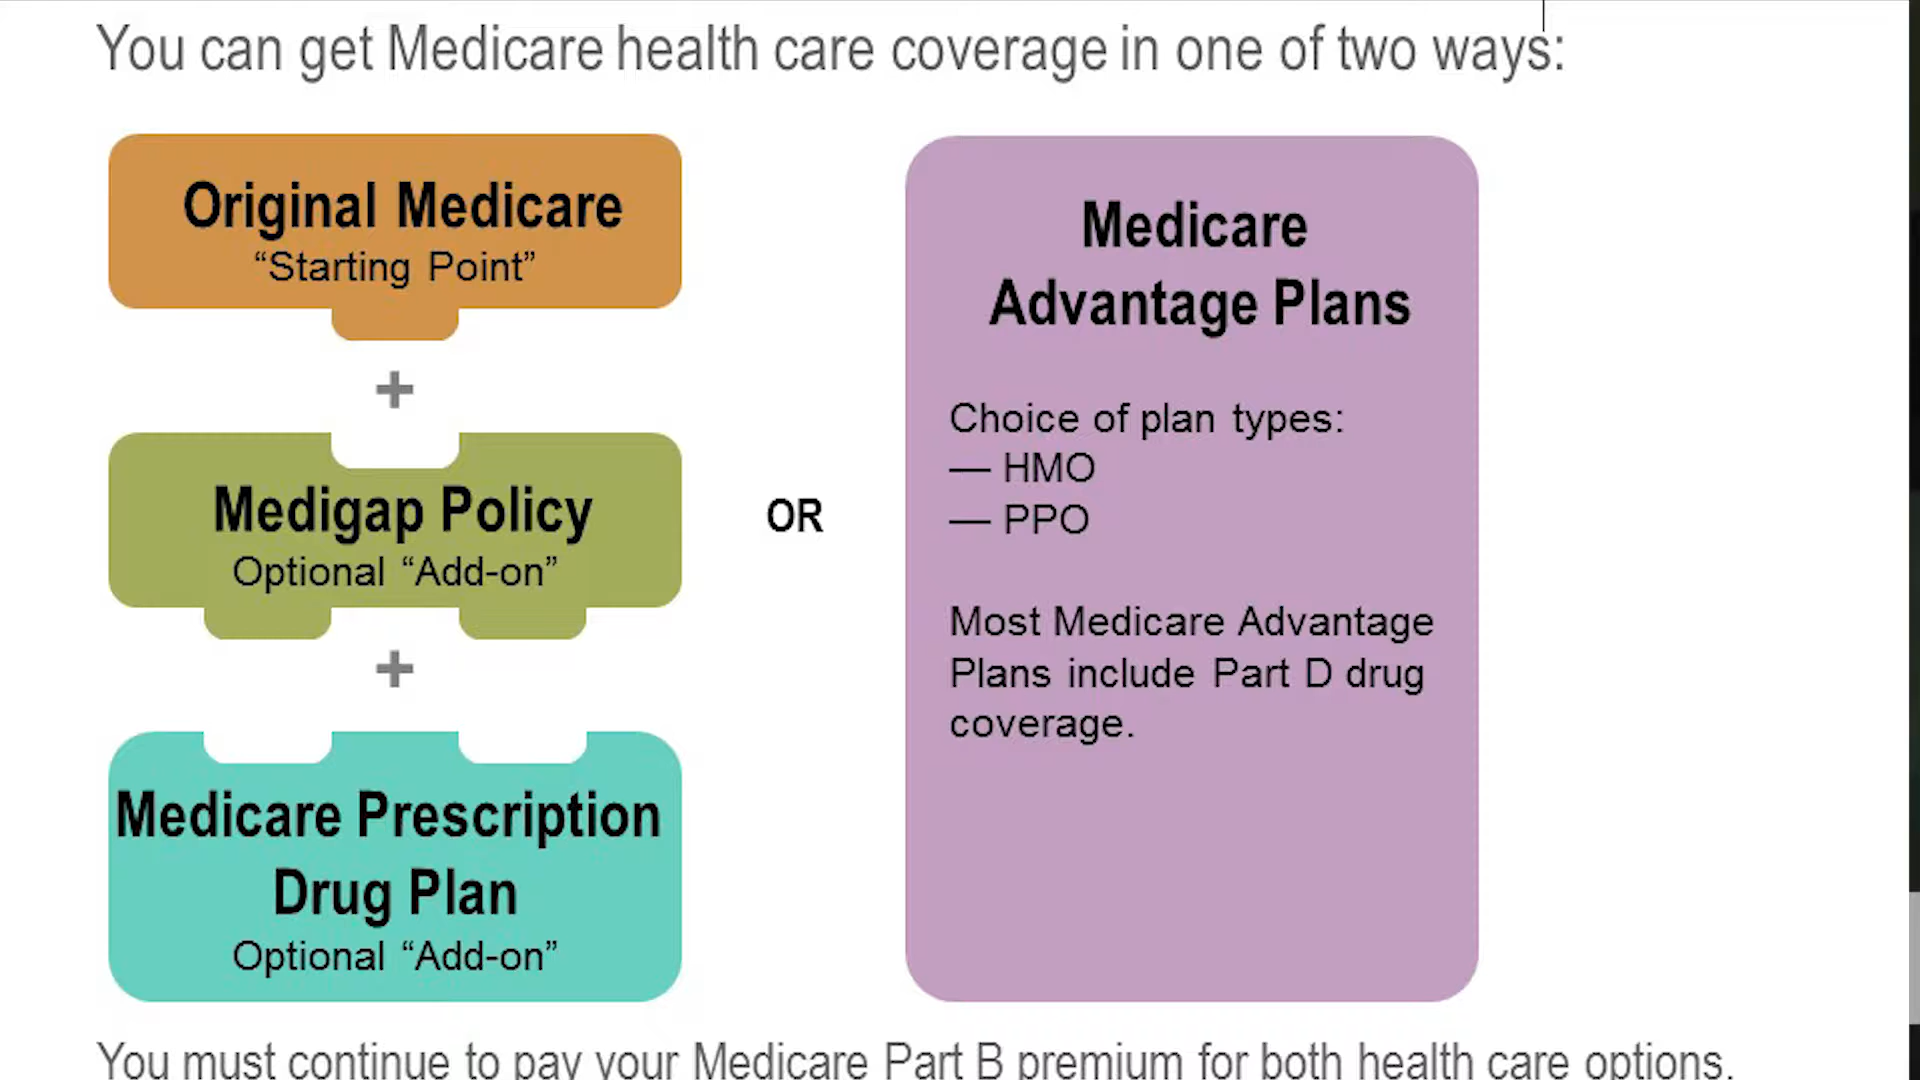 You can get Medicare health care coverage in one of two ways:
Original Medicare
“Starting Point”
+
Medigap Policy
Optional “Add-on”
+
Medicare Prescription
Drug Plan
Optional “Add-on”
OR
Medicare
Advantage Plans
Choice of plan types:
— HMO
— PPO
Most Medicare Advantage
Plans include Part D drug
coverage.
You must continue to pay your Medicare Part B premium for both health care options.